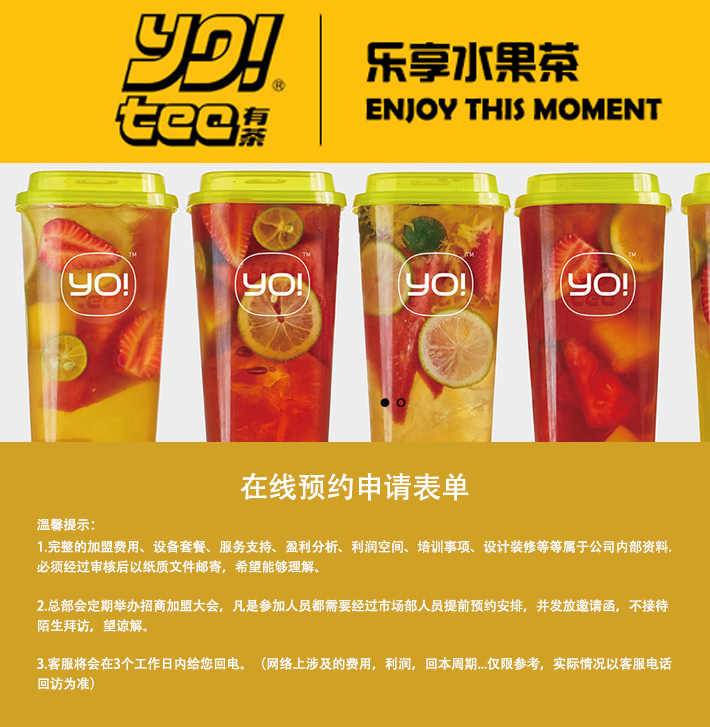 yo!
tee有茶®
乐享水果茶
ENJOY THIS MOMENT
YO! ™
YO!
YO! ™
YO! ™
在线预约申请表单
温馨提示：
1.完整的加盟费用、设备套餐、服务支持、盈利分析、利润空间、培训事项、设计装修等等属于公司内部资料.
必须经过审核后以纸质文件邮寄，希望能够理解。
2.总部会定期举办招商加盟大会，凡是参加人员都需要经过市场部人员提前预约安排，并发放邀请函，不接待
陌生拜访，望谅解。
3.客服将会在3个工作日内给您回电。（网络上涉及的费用，利润，回本周期...仅限参考，实际情况以客服电话
回访为准）